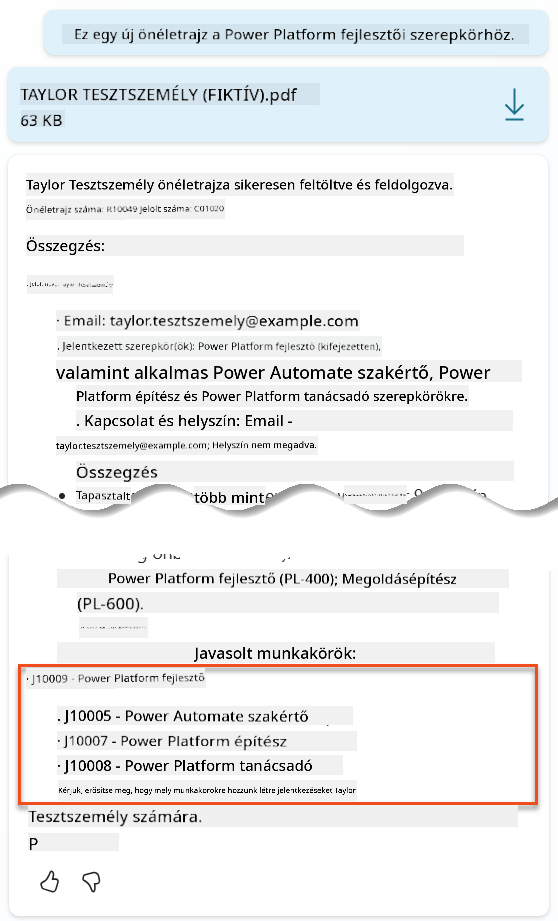 Ez egy új önéletrajz a Power Platform fejlesztői szerepkörhöz.
TAYLOR TESZTSZEMÉLY (FIKTÍV).pdf
63 KB
Taylor Tesztszemély önéletrajza sikeresen feltöltve és feldolgozva.
Önéletrajz száma: R10049 Jelölt száma: C01020
Összegzés:
· Email: taylor.tesztszemely@example.com
. Jelentkezett szerepkör(ök): Power Platform fejlesztő (kifejezetten),
valamint alkalmas Power Automate szakértő, Power
Platform építész és Power Platform tanácsadó szerepkörökre.
. Kapcsolat és helyszín: Email -
taylor.tesztszemely@example.com; Helyszín nem megadva.
Összegzés
• Tapasztalt több mint
Power Platform fejlesztő (PL-400); Megoldásépítész
(PL-600).
Javasolt munkakörök:
· J10009 - Power Platform fejlesztő
. J10005 - Power Automate szakértő
· J10007 - Power Platform építész
· J10008 - Power Platform tanácsadó
Kérjük, erősítse meg, hogy mely munkakörökre hozzunk létre jelentkezéseket Taylor
Tesztszemély számára.
P